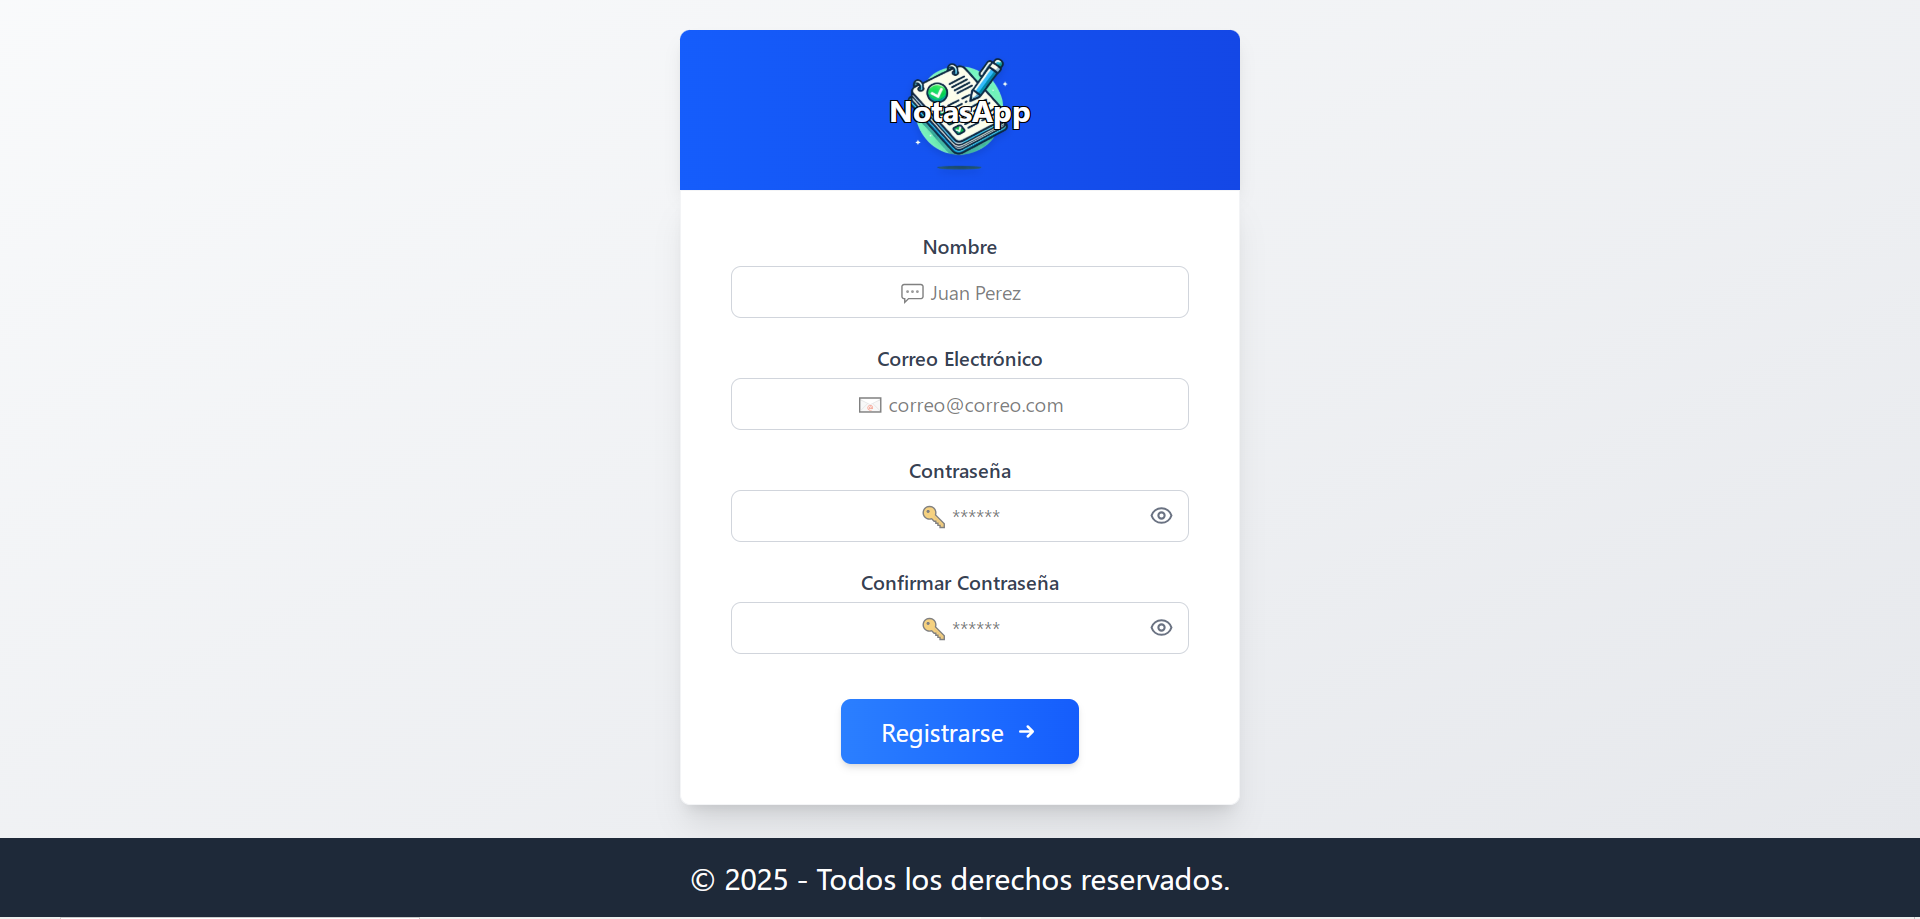 NotasApp
Nombre
💬 Juan Perez
Correo Electrónico
💌 correo@correo.com
Contraseña
🔑 ******
Confirmar Contraseña
🔑 ******
Registrarse →
© 2025 - Todos los derechos reservados.